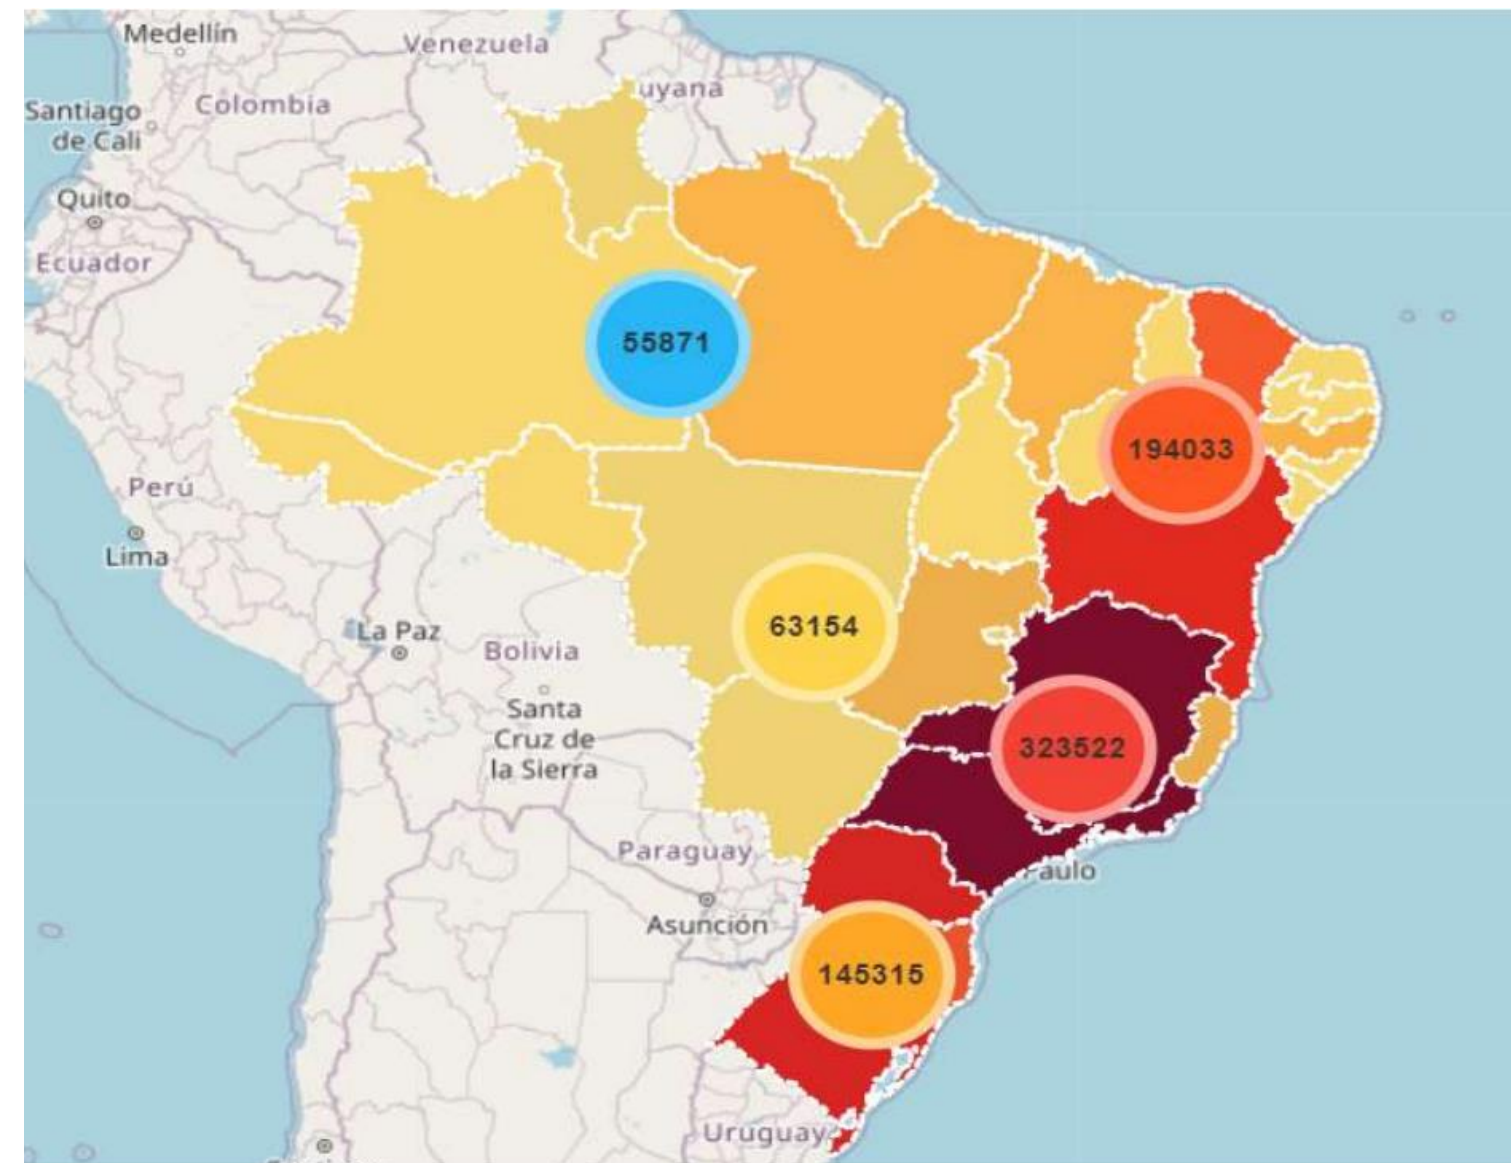 Medellín
Venezuela
uyana
Santiago
de Cali
Colombia
Quito
Ecuador
55871
194033
Perú
Lima
La Paz
Bolivia
63154
Santa
Cruz de
la Sierra
323522
Paraguay
Paulo
Asunción
145315
Uruguay